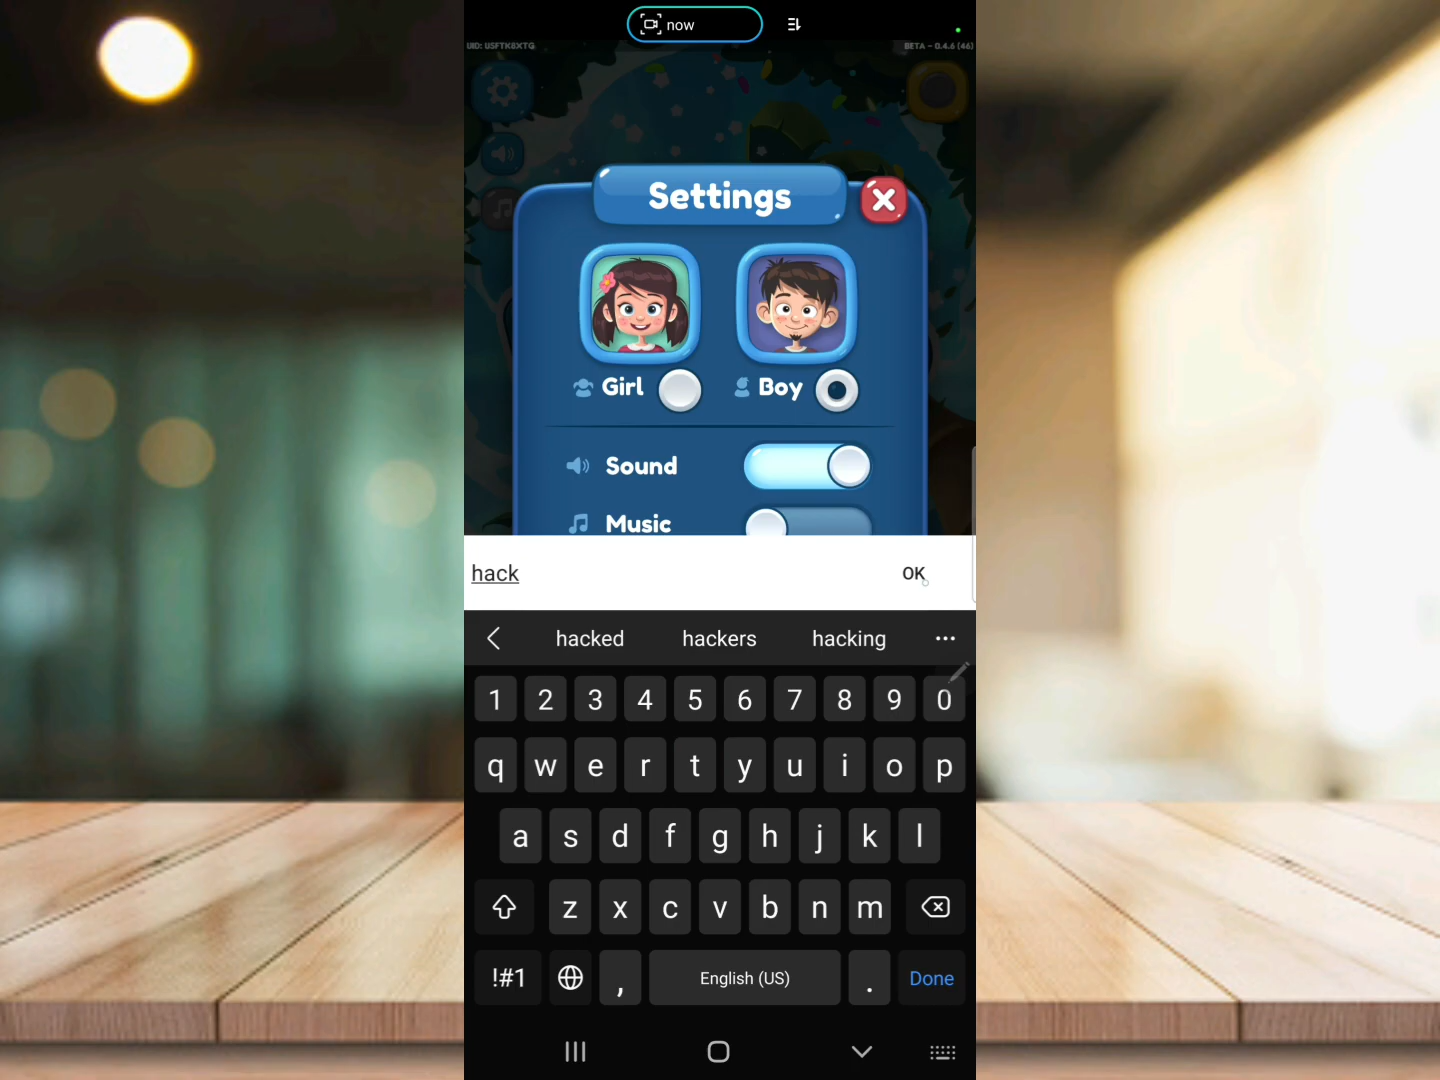 now
UID: USFTK8XTG
BETA - 0.4.6 (46)
Settings
Girl
Boy
Sound
Music
hack
OK
hacked hackers hacking
1 2 3 4 5 6 7 8 9 0
q w e r t y u i o p
a s d f g h j k l
z x c v b n m
!#1 , English (US) . Done